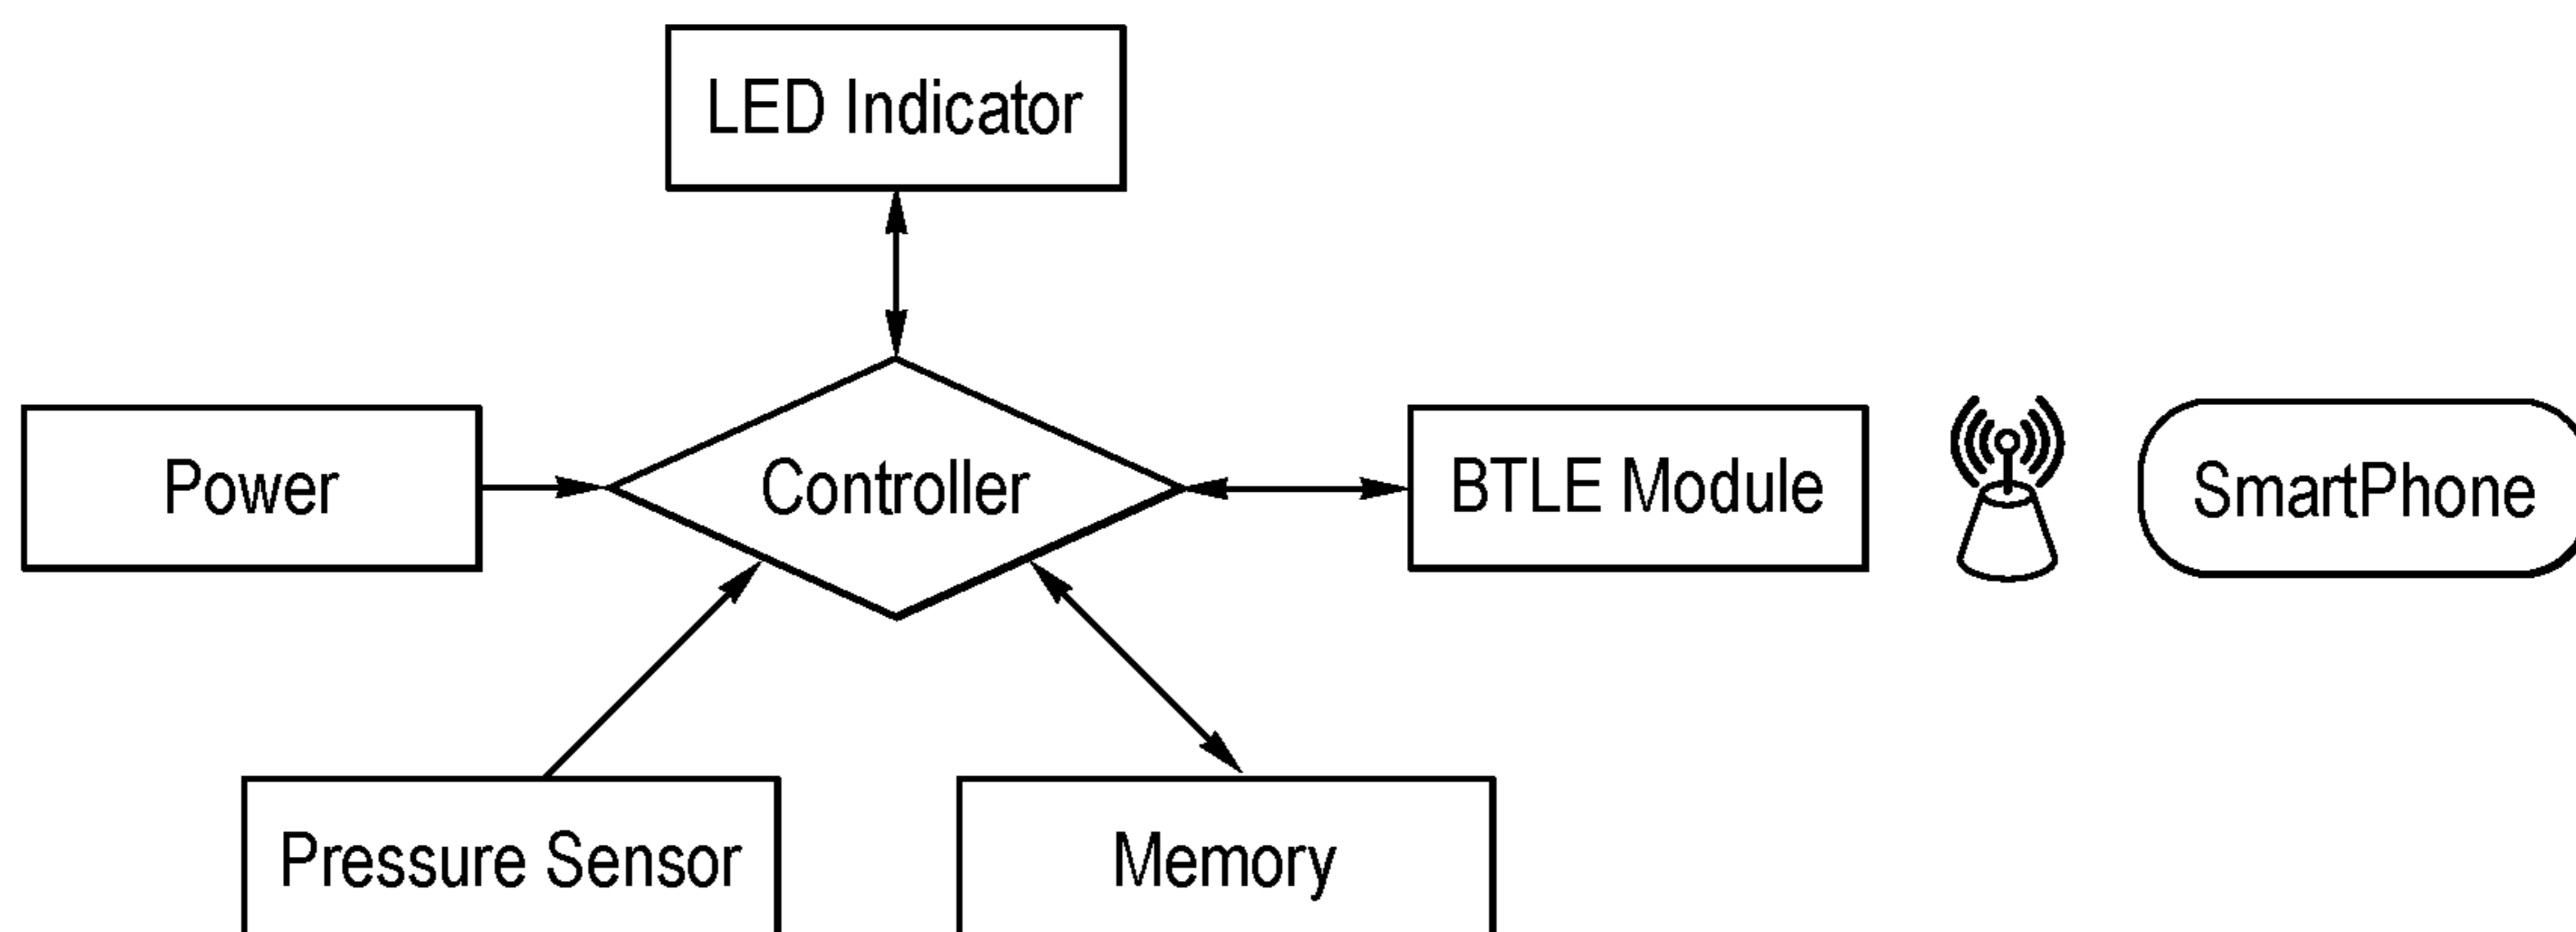 LED Indicator
Power
Controller
BTLE Module
SmartPhone
Pressure Sensor
Memory